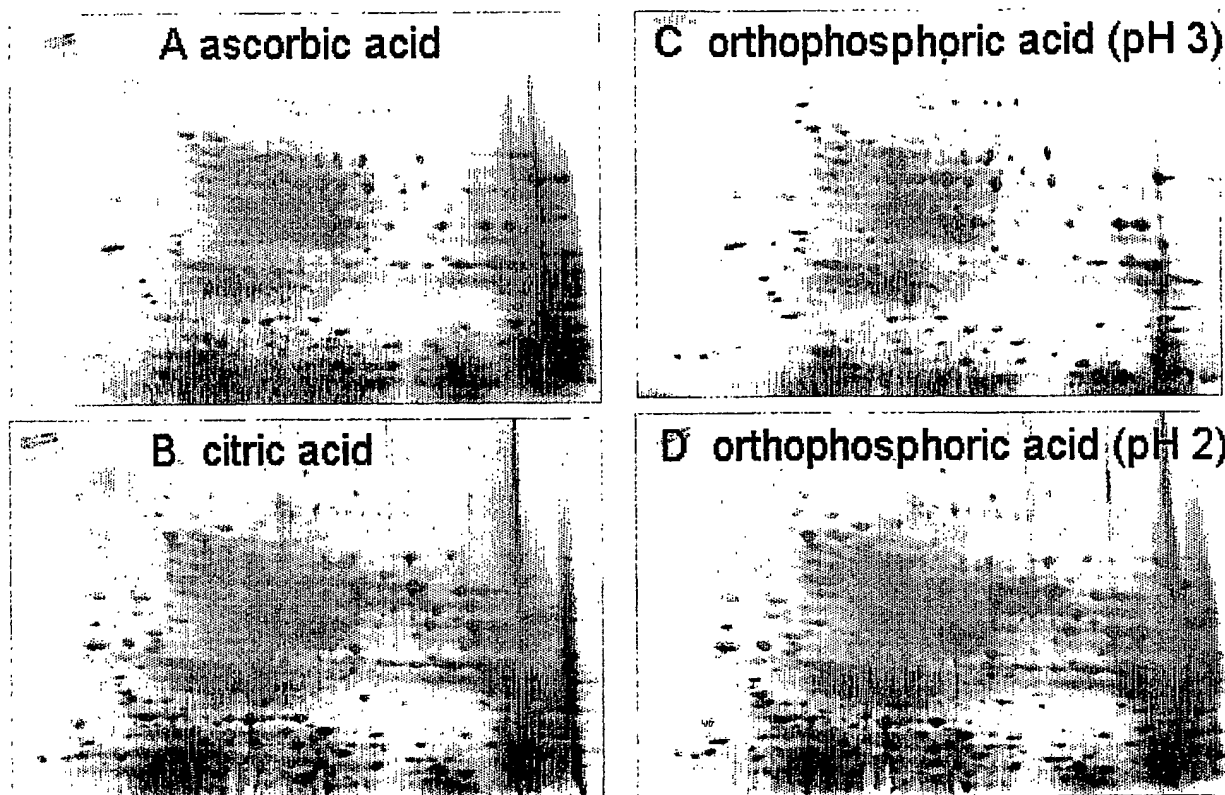 A ascorbic acid
C orthophosphoric acid (pH 3)
B. citric acid
D orthophosphoric acid (pH 2)